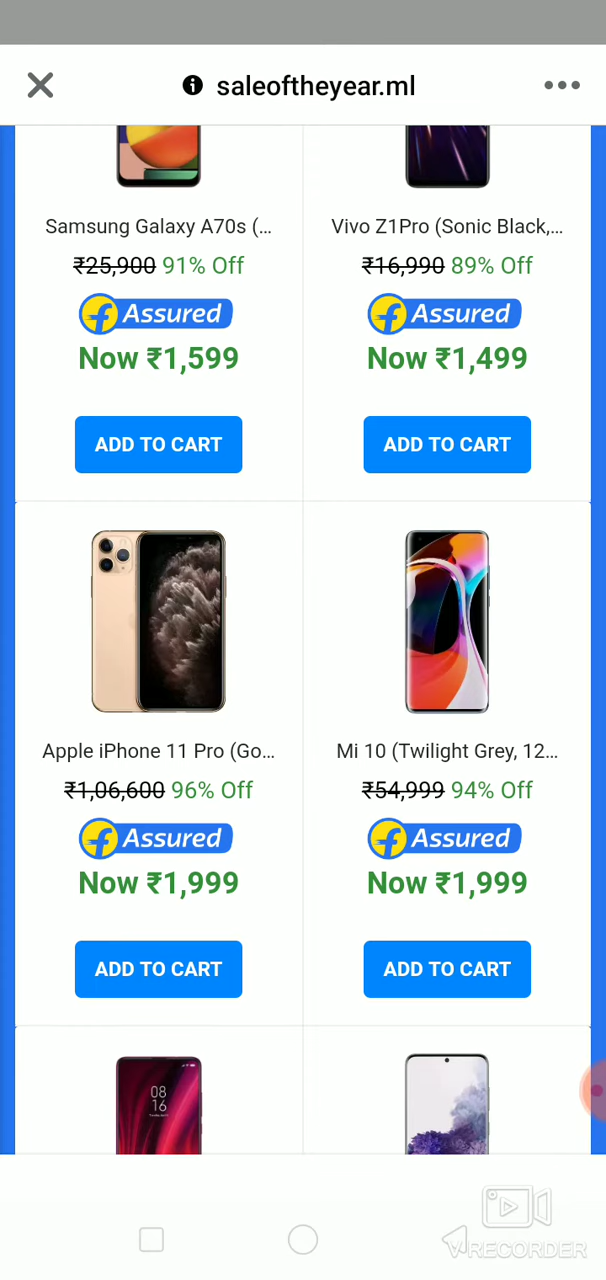 saleoftheyear.ml
Samsung Galaxy A70s (...
₹25,900 91% Off
f Assured
Now ₹1,599
ADD TO CART
Vivo Z1Pro (Sonic Black,...
₹16,990 89% Off
f Assured
Now ₹1,499
ADD TO CART
Apple iPhone 11 Pro (Go...
₹1,06,600 96% Off
f Assured
Now ₹1,999
ADD TO CART
Mi 10 (Twilight Grey, 12...
₹54,999 94% Off
f Assured
Now ₹1,999
ADD TO CART
08
16
VRECORDER